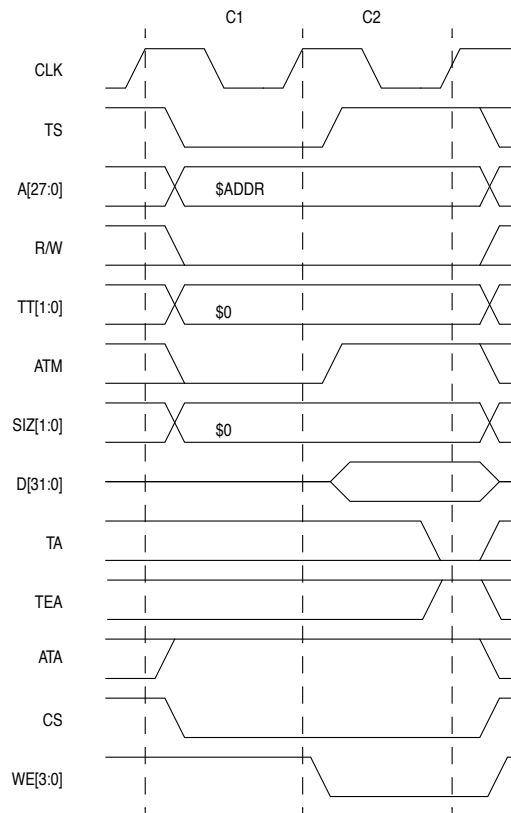 C1 C2
CLK
TS
A[27:0] $ADDR
R/W
TT[1:0] $0
ATM
SIZ[1:0] $0
D[31:0]
TA
TEA
ATA
CS
WE[3:0]